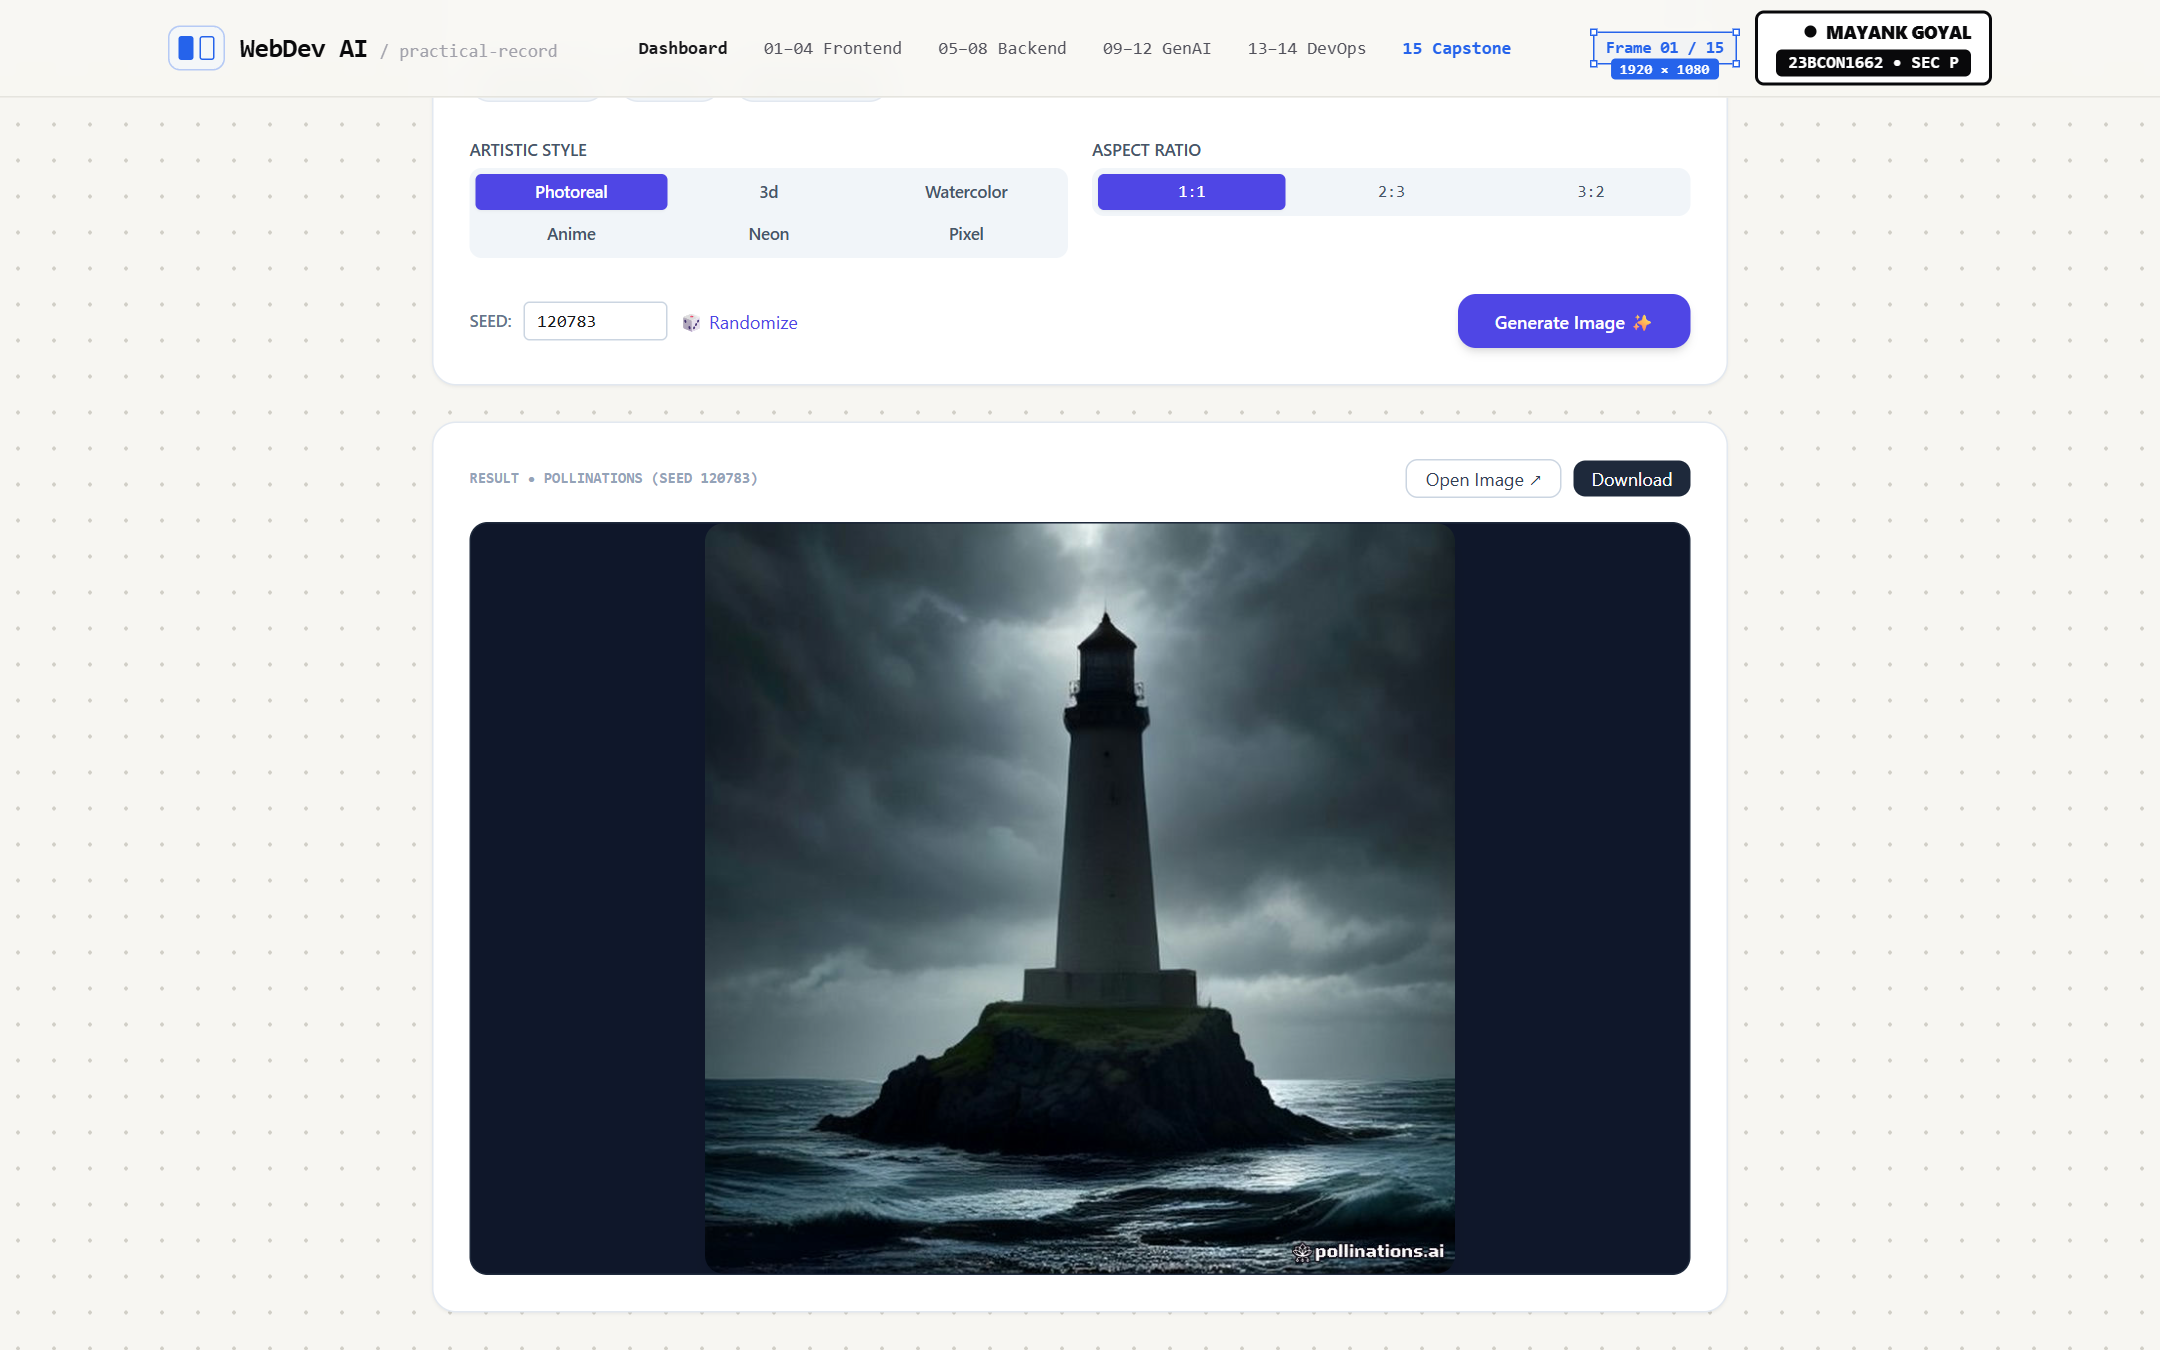 WebDev AI / practical-record
Dashboard
01–04 Frontend
05–08 Backend
09–12 GenAI
13–14 DevOps
15 Capstone
Frame 01 / 15
1920 × 1080
MAYANK GOYAL
23BCON1662 • SEC P
ARTISTIC STYLE
Photoreal
3d
Watercolor
Anime
Neon
Pixel
ASPECT RATIO
1:1
2:3
3:2
SEED:
120783
Randomize
Generate Image
RESULT • POLLINATIONS (SEED 120783)
Open Image ↗
Download
pollinations.ai